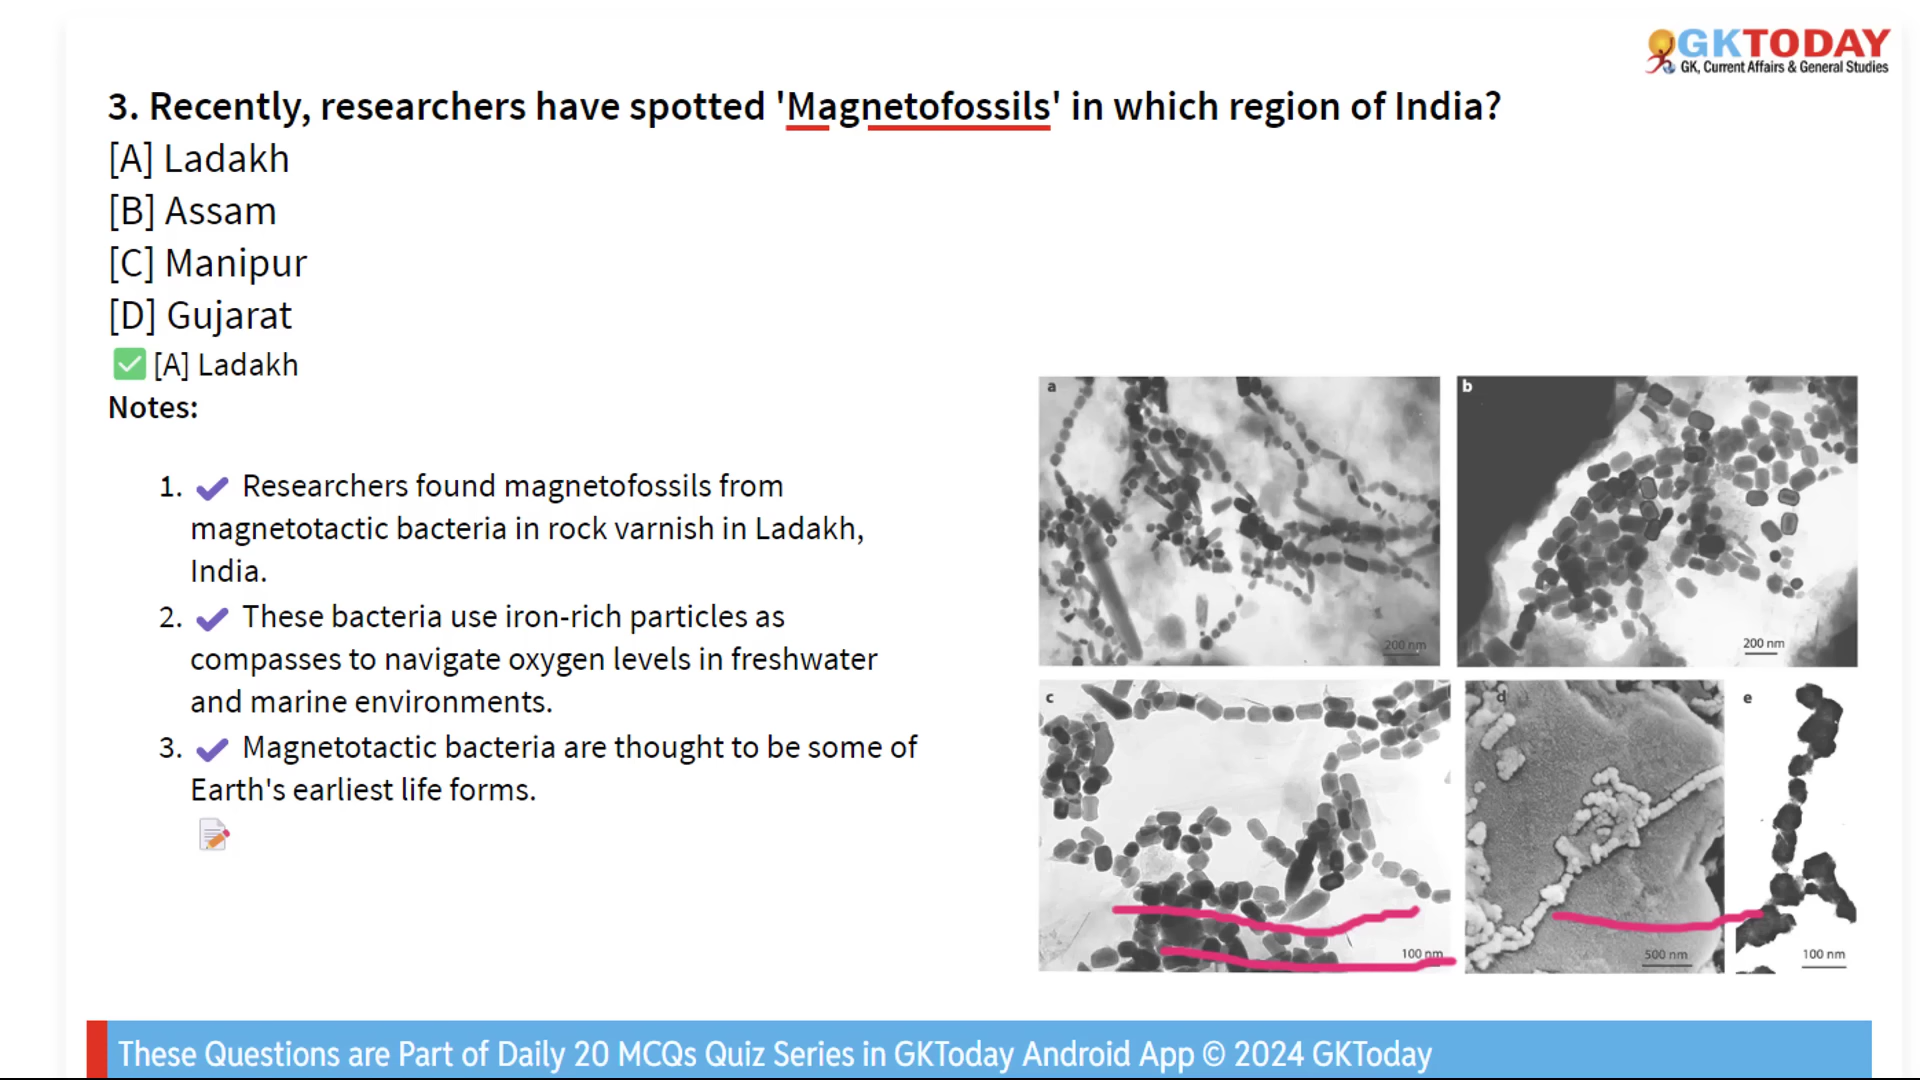 GKTODAY
GK, Current Affairs & General Studies
3. Recently, researchers have spotted 'Magnetofossils' in which region of India?
[A] Ladakh
[B] Assam
[C] Manipur
[D] Gujarat
[A] Ladakh
Notes:
1. Researchers found magnetofossils from
magnetotactic bacteria in rock varnish in Ladakh,
India.
2. These bacteria use iron-rich particles as
compasses to navigate oxygen levels in freshwater
and marine environments.
3. Magnetotactic bacteria are thought to be some of
Earth's earliest life forms.
a
200 nm
b
200 nm
c
100 nm
d
500 nm
e
100 nm
These Questions are Part of Daily 20 MCQs Quiz Series in GKToday Android App © 2024 GKToday